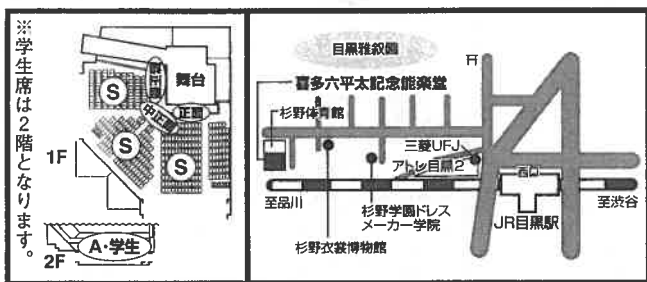 ※学生席は2階となります。
舞台
脇正面
中正面
正面
S
S
S
1F
A・学生
2F
目黒雅叙園
喜多六平太記念能楽堂
杉野体育館
三菱UFJ
アトレ目黒2
西口
至品川
杉野学園ドレス
メーカー学院
杉野衣裳博物館
JR目黒駅
至渋谷